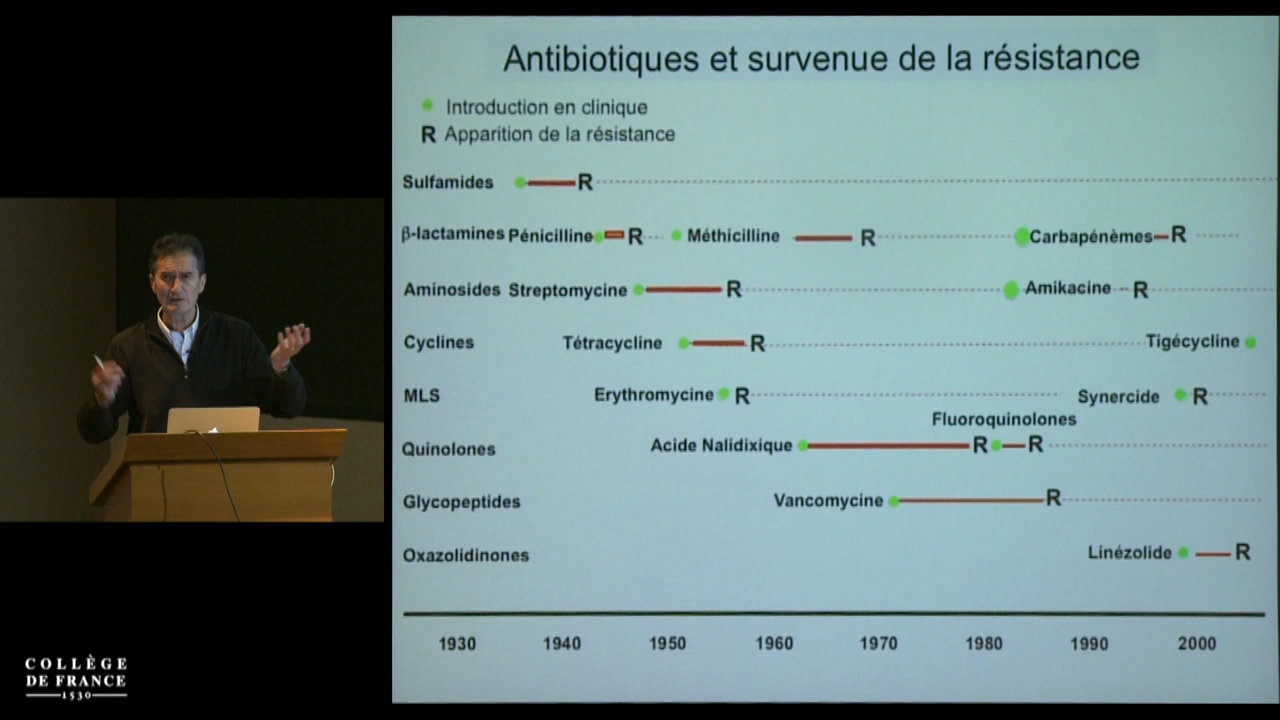 Antibiotiques et survenue de la résistance
Introduction en clinique
R Apparition de la résistance
Sulfamides R
β-lactamines Pénicilline R Méthicilline R Carbapénèmes R
Aminosides Streptomycine R Amikacine R
Cyclines Tétracycline R Tigécycline
MLS Erythromycine R Synercide R
Fluoroquinolones
Quinolones Acide Nalidixique R R
Glycopeptides Vancomycine R
Oxazolidinones Linézolide R
1930 1940 1950 1960 1970 1980 1990 2000
COLLÈGE
DE FRANCE
1530